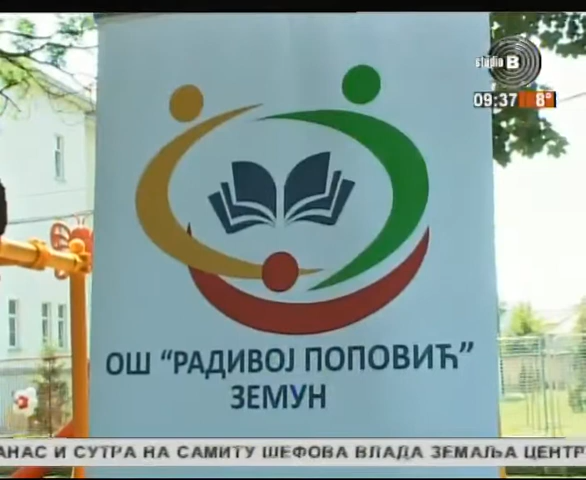 studio B
09:37 8°
ОШ "РАДИВОЈ ПОПОВИЋ"
ЗЕМУН
АНАС И СУТРА НА САМИТУ ШЕФОВА ВЛАДА ЗЕМАЉА ЦЕНТР